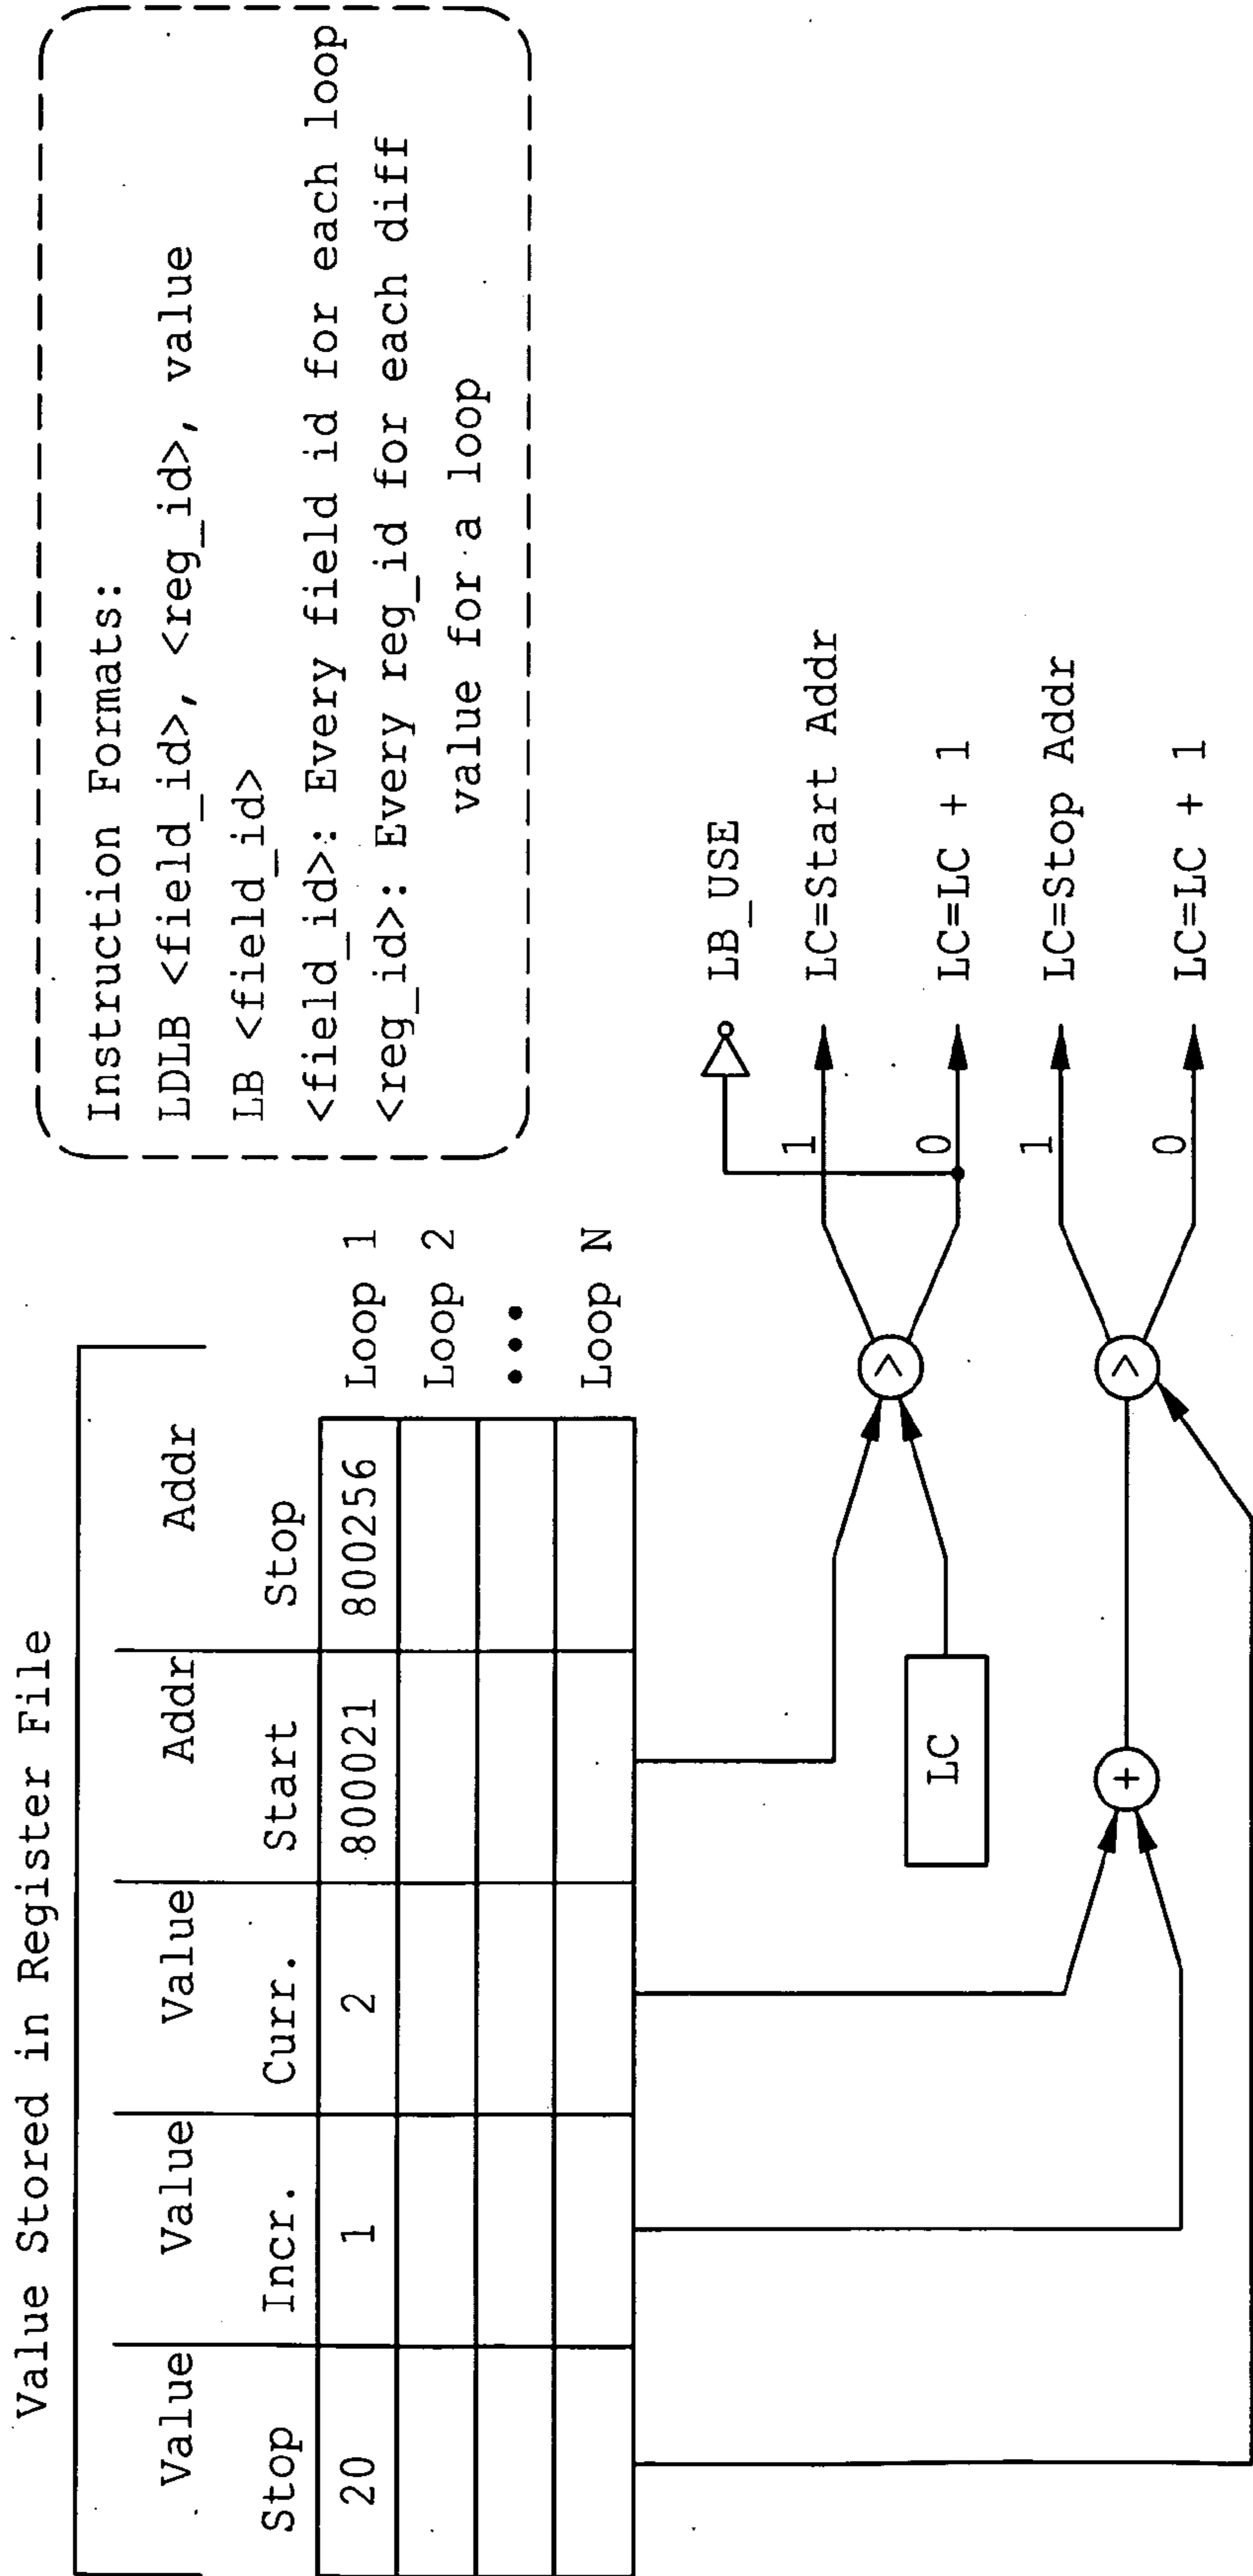 Value Stored in Register File
Value Value Value Addr Addr
Stop Incr. Curr. Start Stop
20 1 2 800021 800256 Loop 1
Loop 2
•••
Loop N
Instruction Formats:
LDLB <field_id>, <reg_id>, value
LB <field_id>
<field_id>: Every field id for each loop
<reg_id>: Every reg_id for each diff
value for a loop
LB_USE
1 LC=Start Addr
> LC
0 LC=LC + 1
1 LC=Stop Addr
+ >
0 LC=LC + 1